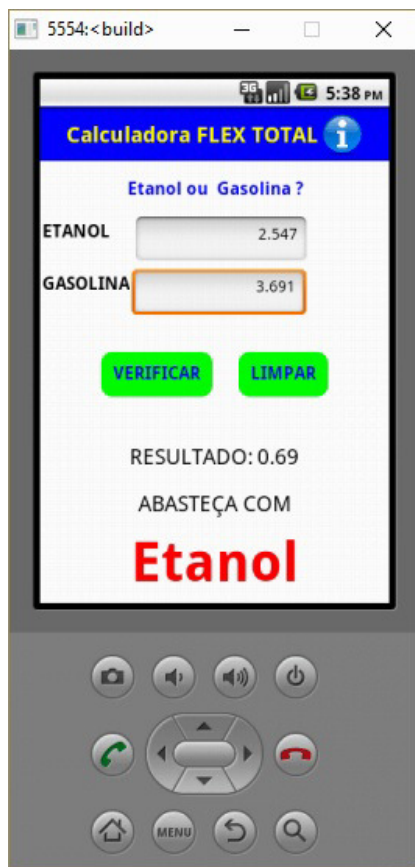 5554:<build>
3G 5:38 PM
Calculadora FLEX TOTAL i
Etanol ou Gasolina ?
ETANOL 2.547
GASOLINA 3.691
VERIFICAR LIMPAR
RESULTADO: 0.69
ABASTEÇA COM
Etanol
MENU